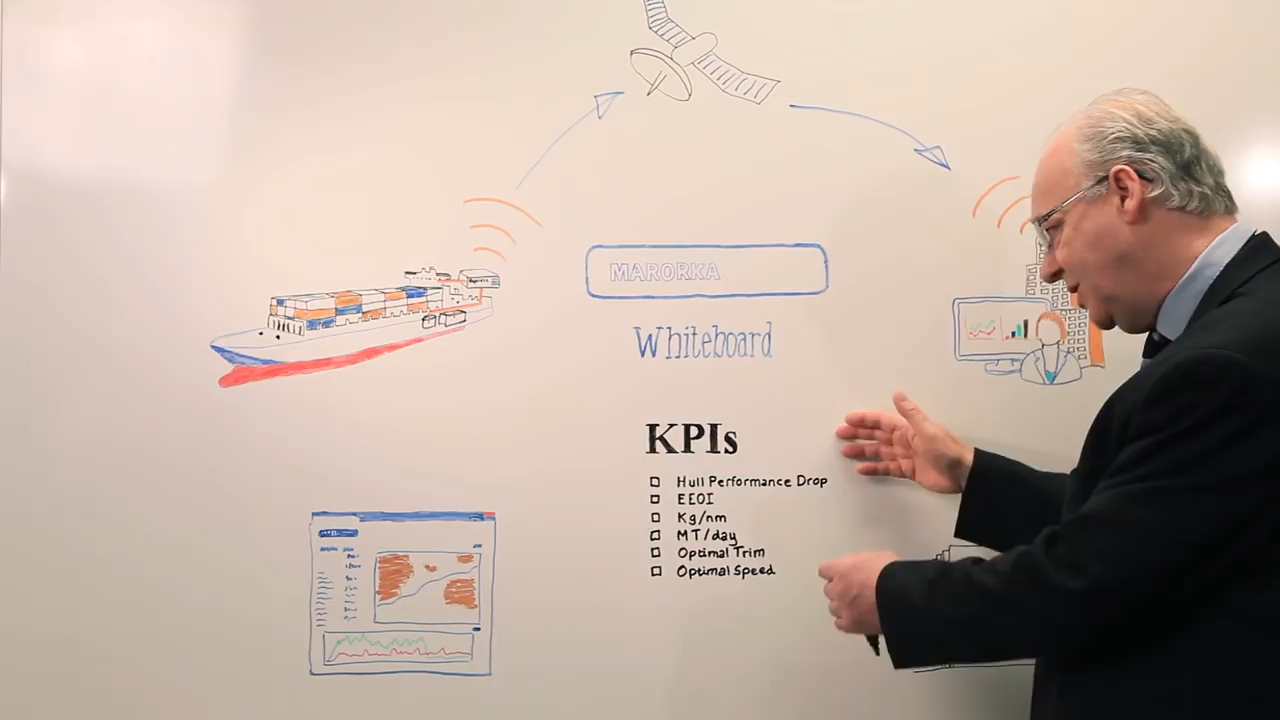 MARORKA
Whiteboard
KPIs
Hull Performance Drop
EEOI
Kg/nm
MT/day
Optimal Trim
Optimal Speed